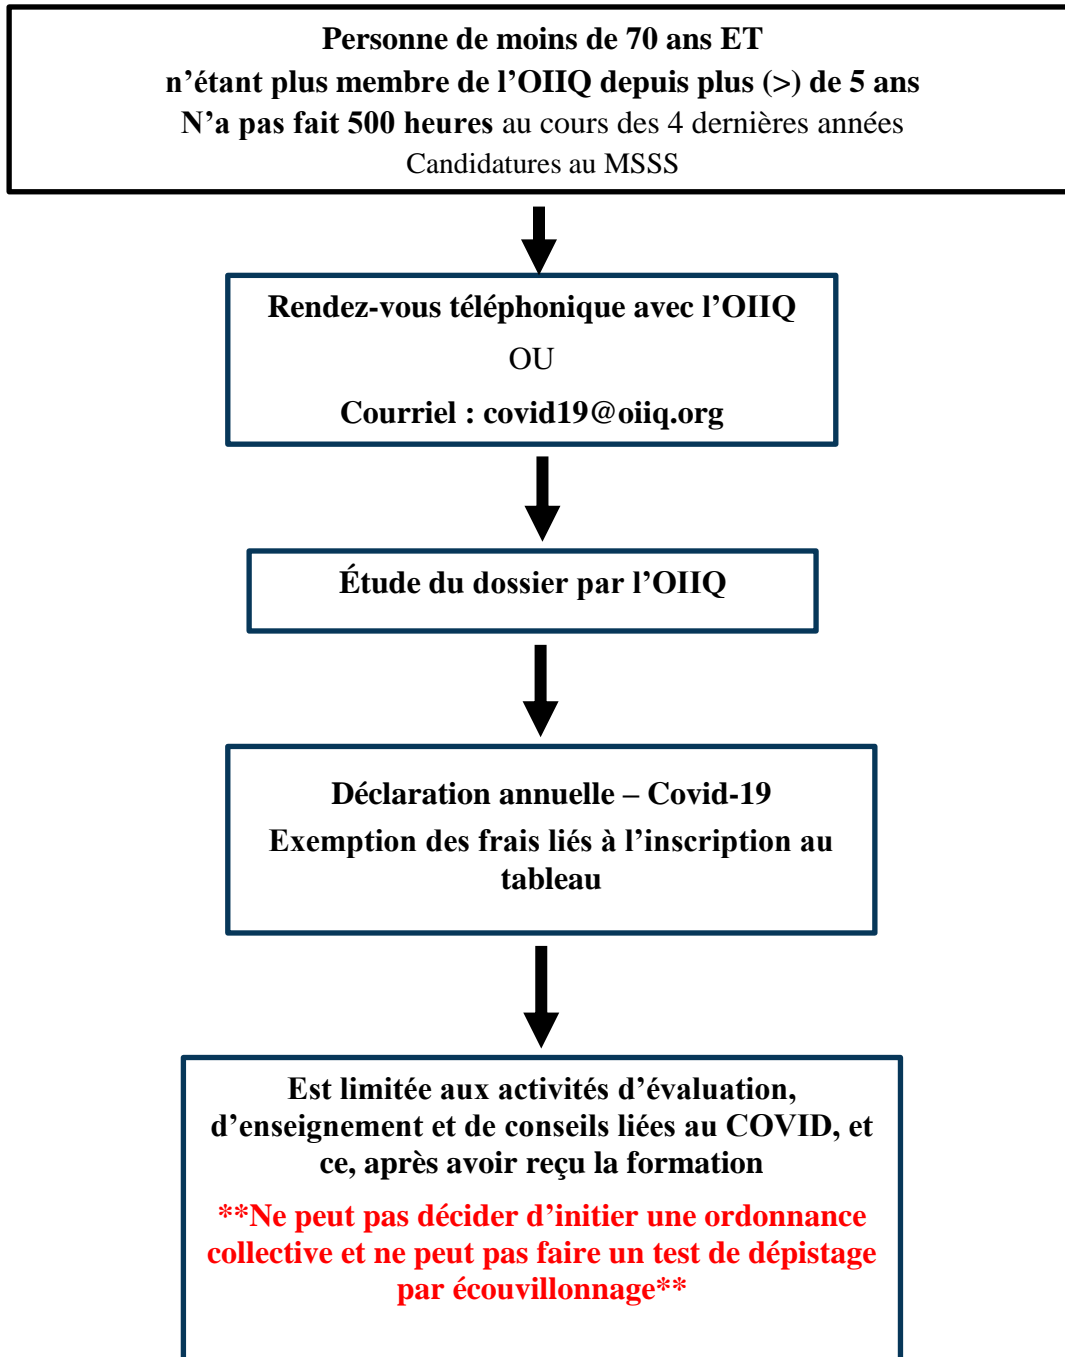 Personne de moins de 70 ans ET
n’étant plus membre de l’OIIQ depuis plus (>) de 5 ans
N’a pas fait 500 heures au cours des 4 dernières années
Candidatures au MSSS
Rendez-vous téléphonique avec l’OIIQ
OU
Courriel : covid19@oiiq.org
Étude du dossier par l’OIIQ
Déclaration annuelle – Covid-19
Exemption des frais liés à l’inscription au
tableau
Est limitée aux activités d’évaluation,
d’enseignement et de conseils liées au COVID, et
ce, après avoir reçu la formation
**Ne peut pas décider d’initier une ordonnance
collective et ne peut pas faire un test de dépistage
par écouvillonnage**